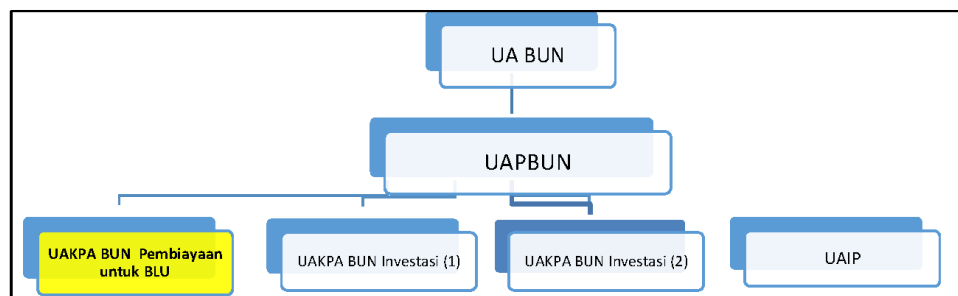 UA BUN
UAPBUN
UAKPA BUN Pembiayaan
untuk BLU
UAKPA BUN Investasi (1)
UAKPA BUN Investasi (2)
UAIP